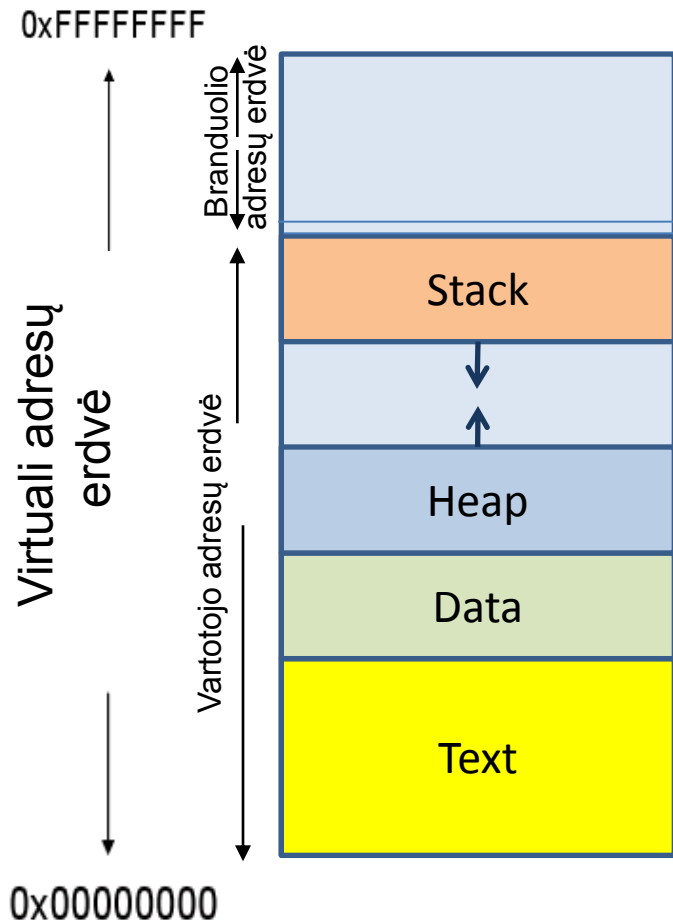 0xFFFFFFFF
Branduolio
adresų erdvė
Stack
Virtuali adresų
erdvė
Vartotojo adresų erdvė
Heap
Data
Text
0x00000000